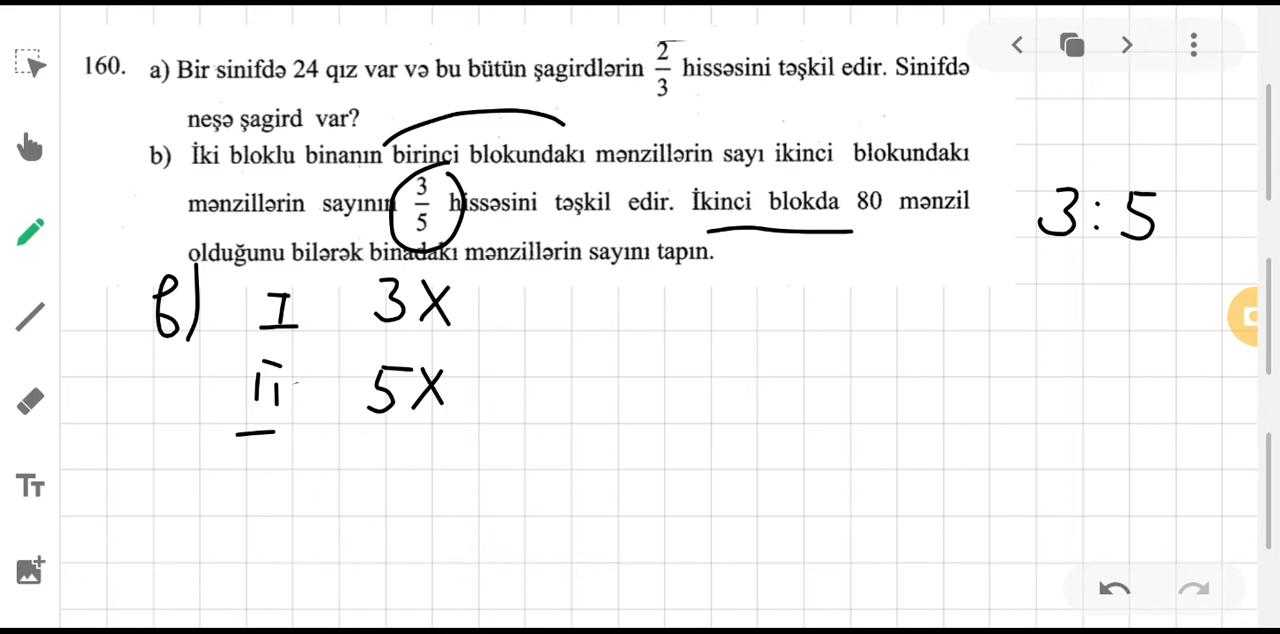 160. a) Bir sinifdə 24 qız var və bu bütün şagirdlərin 2/3 hissəsini təşkil edir. Sinifdə
neşə şagird var?
b) İki bloklu binanın birinci blokundakı mənzillərin sayı ikinci blokundakı
mənzillərin sayının 3/5 hissəsini təşkil edir. İkinci blokda 80 mənzil
olduğunu bilərək binadakı mənzillərin sayını tapın.
3:5
b) I 3X
II 5X
TT